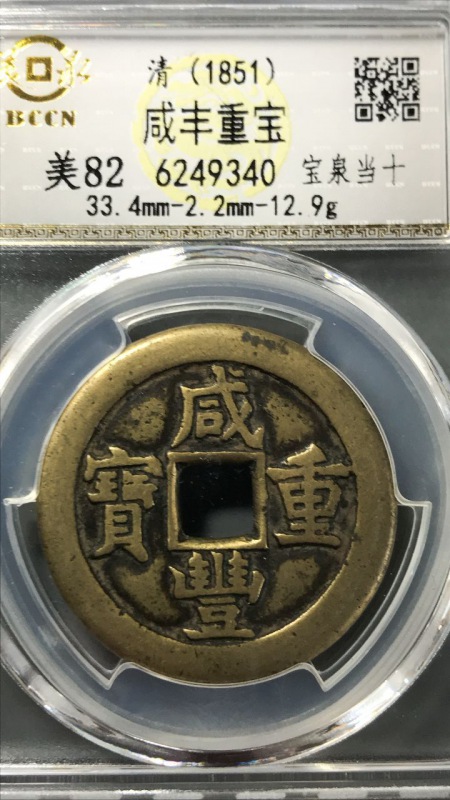 清（1851）
BCCN
咸丰重宝
美82 6249340 宝泉当十
33.4mm-2.2mm-12.9g
咸
寶 重
豐